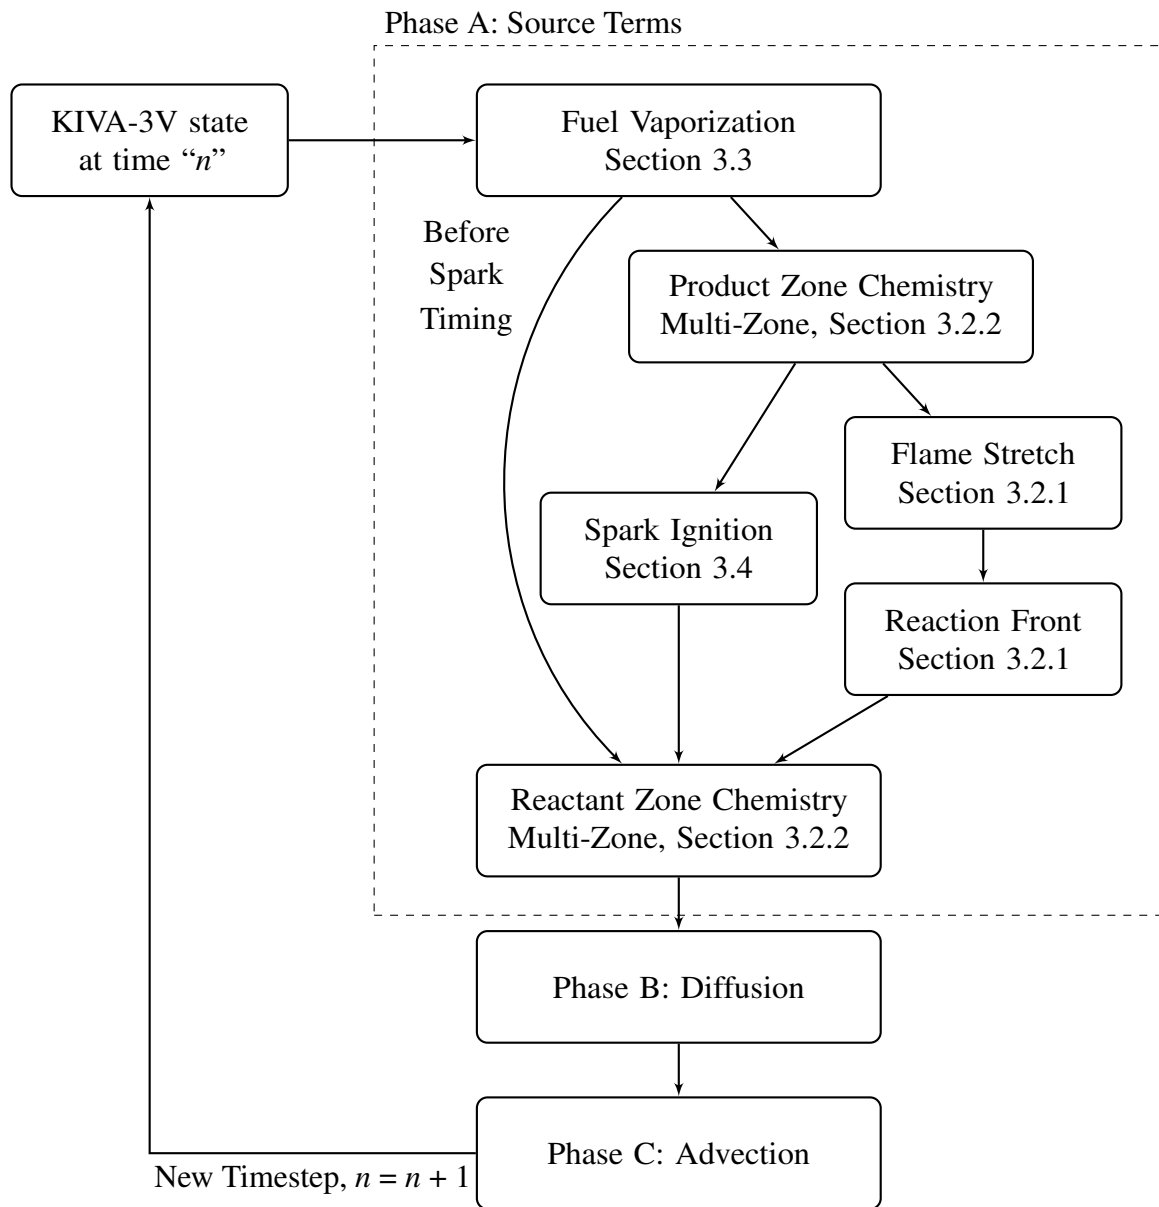 Phase A: Source Terms
KIVA-3V state
at time “n”
Fuel Vaporization
Section 3.3
Before
Spark
Timing
Product Zone Chemistry
Multi-Zone, Section 3.2.2
Flame Stretch
Section 3.2.1
Spark Ignition
Section 3.4
Reaction Front
Section 3.2.1
Reactant Zone Chemistry
Multi-Zone, Section 3.2.2
Phase B: Diffusion
Phase C: Advection
New Timestep, n = n + 1